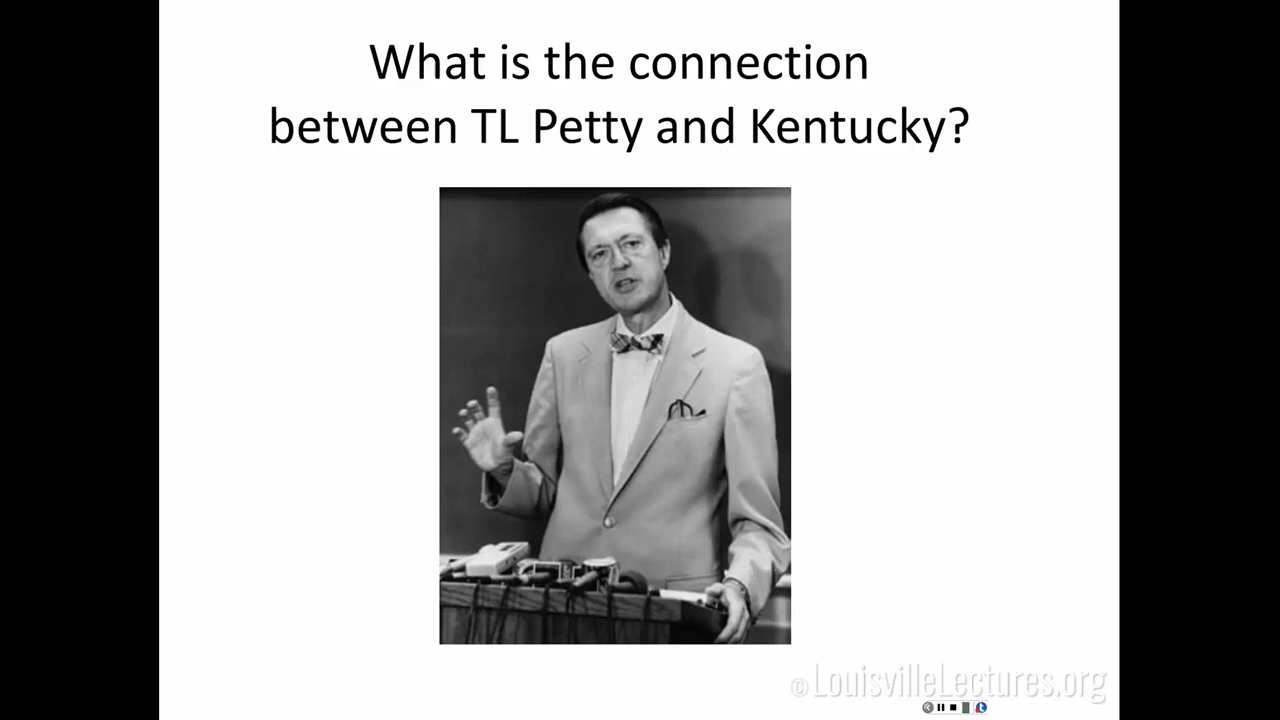 What is the connection
between TL Petty and Kentucky?
©LouisvilleLectures.org